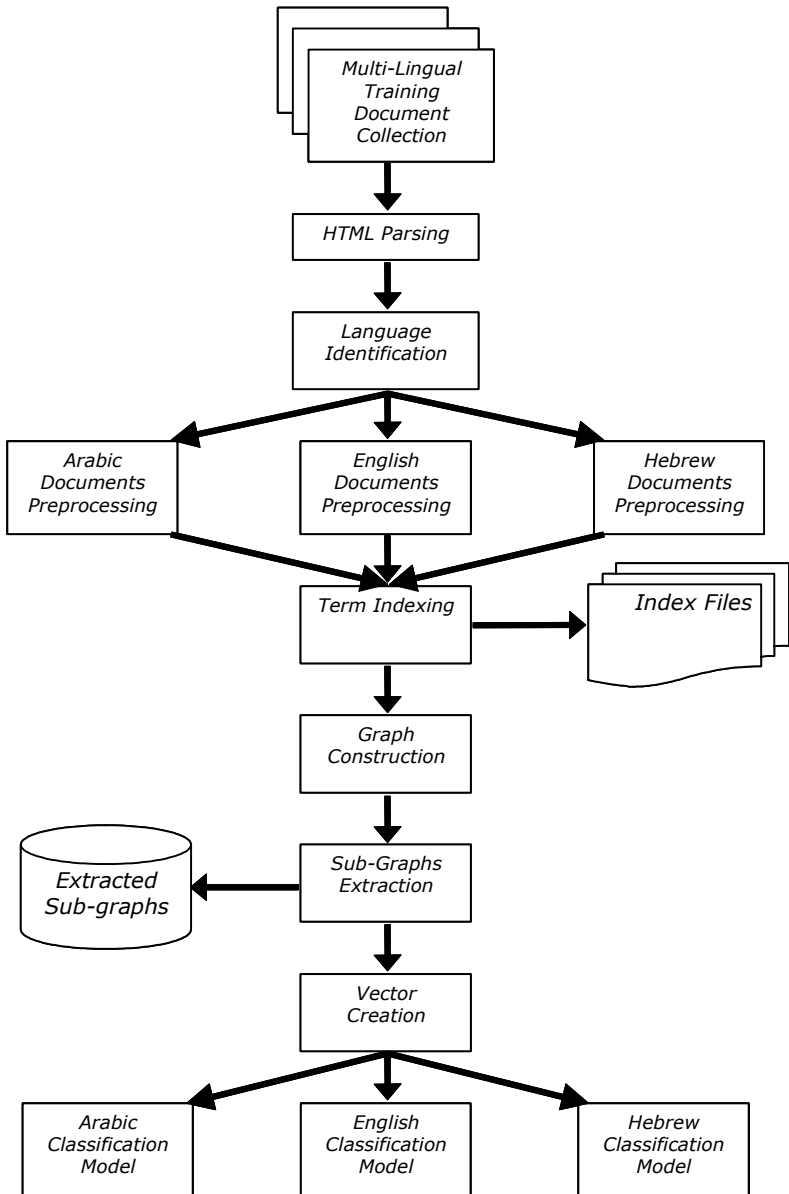 Multi-Lingual
Training
Document
Collection
HTML Parsing
Language
Identification
Arabic
Documents
Preprocessing
English
Documents
Preprocessing
Hebrew
Documents
Preprocessing
Term Indexing
Index Files
Graph
Construction
Sub-Graphs
Extraction
Extracted
Sub-graphs
Vector
Creation
Arabic
Classification
Model
English
Classification
Model
Hebrew
Classification
Model